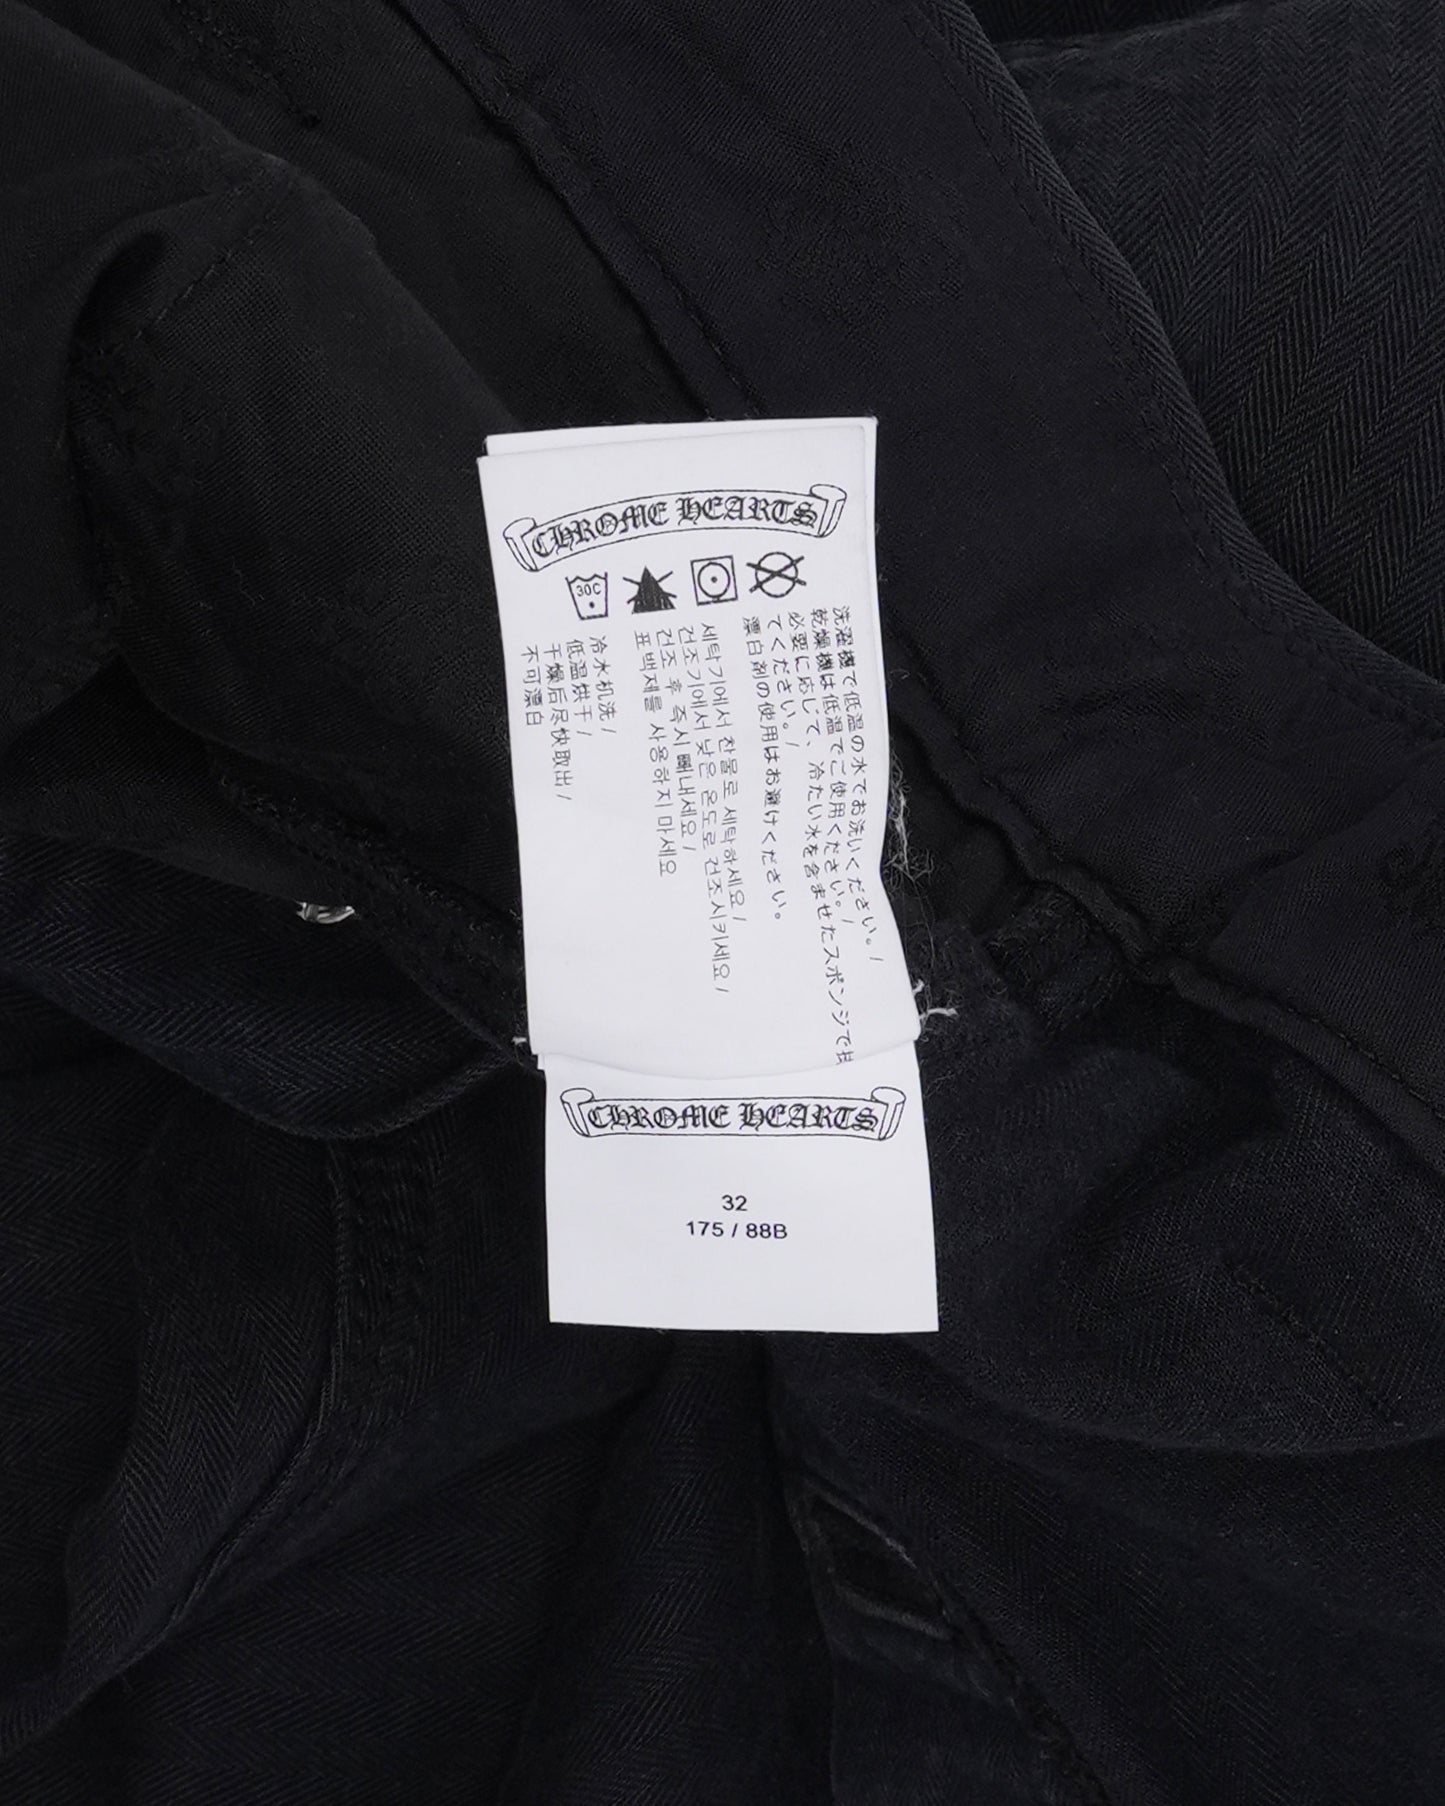 CHROME HEARTS
30C
洗濯機で低温の水でお洗いください。/
乾燥機は低温でご使用ください。/
必要に応じて、冷たい水を含ませたスポンジで
てください。/
漂白剤の使用はお避けください。
세탁기에서 찬물로 세탁하세요/
건조기에서 낮은 온도로 건조시키세요/
건조 후 즉시 빼내세요/
표백제를 사용하지 마세요
冷水机洗/
低温烘干/
干燥后尽快取出/
不可漂白
CHROME HEARTS
32
175 / 88B